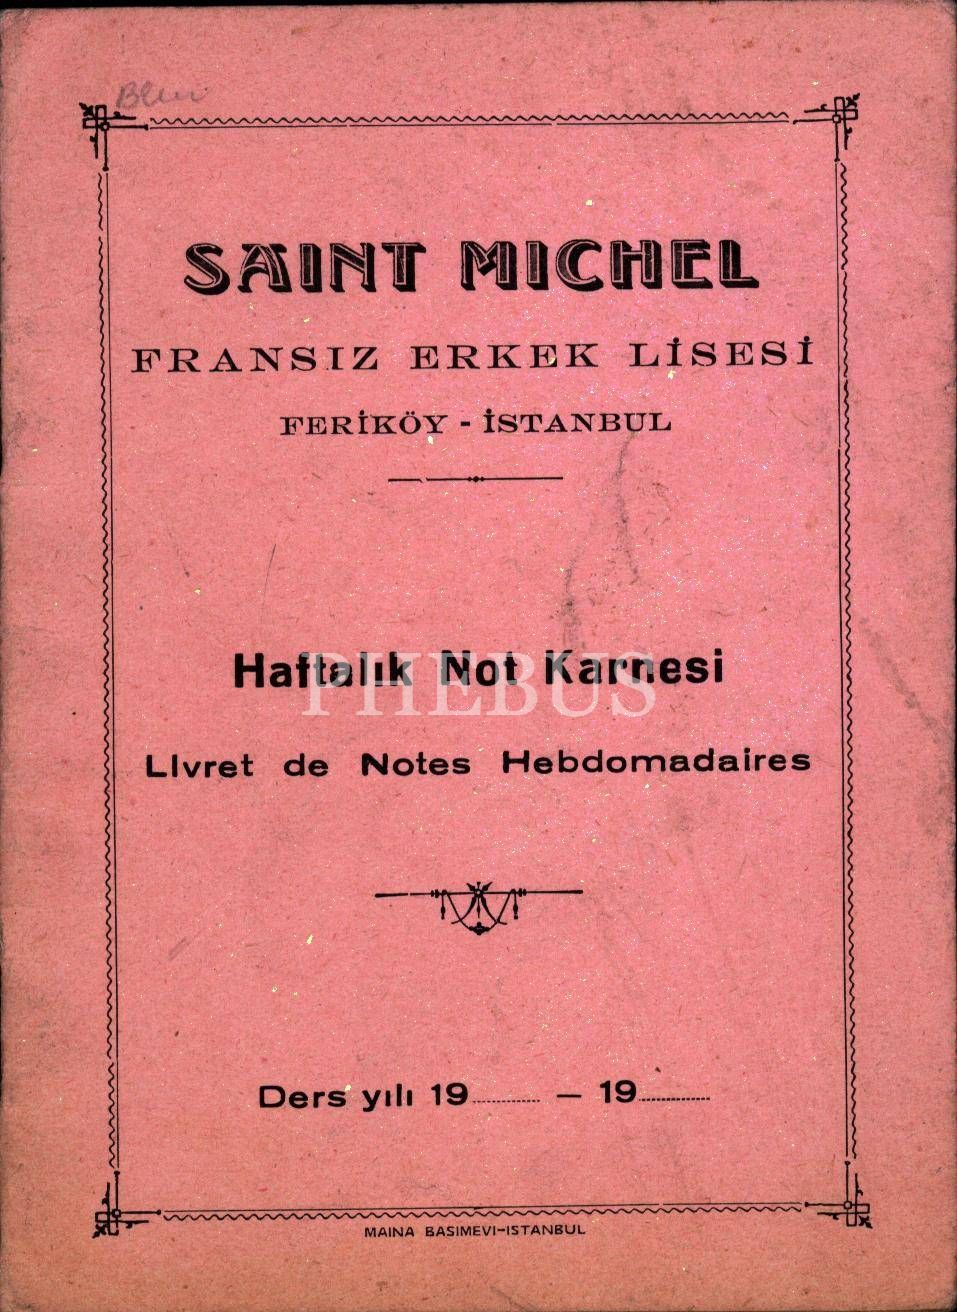 SAINT MICHEL
FRANSIZ ERKEK LİSESİ
FERİKÖY - İSTANBUL
Haftalık Not Karnesi
PHEBUS
LIvret de Notes Hebdomadaires
Ders yılı 19............ — 19............
MAINA BASIMEVI-ISTANBUL